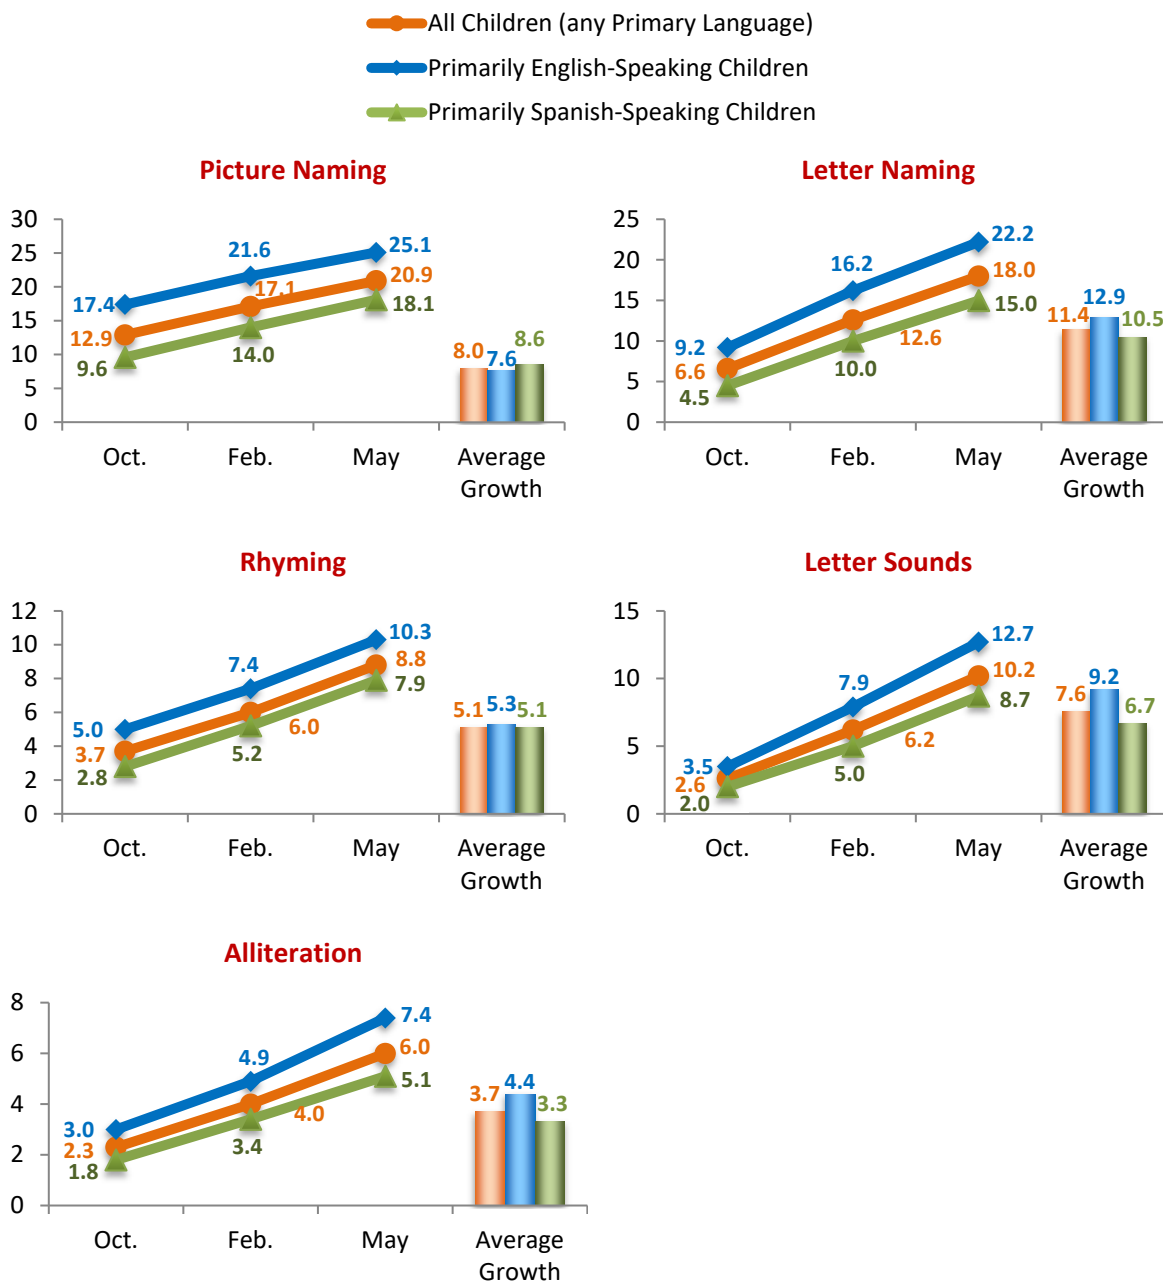 All Children (any Primary Language)
Primarily English-Speaking Children
Primarily Spanish-Speaking Children
Picture Naming
30
25
20
15
10
5
0
17.4
21.6
25.1
12.9
17.1
20.9
9.6
14.0
18.1
8.0
7.6
8.6
Oct.
Feb.
May
Average
Growth
Letter Naming
25
20
15
10
5
0
9.2
16.2
22.2
6.6
12.6
18.0
4.5
10.0
15.0
11.4
12.9
10.5
Oct.
Feb.
May
Average
Growth
Rhyming
12
10
8
6
4
2
0
5.0
7.4
10.3
3.7
6.0
8.8
2.8
5.2
7.9
5.1
5.3
5.1
Oct.
Feb.
May
Average
Growth
Letter Sounds
15
10
5
0
3.5
7.9
12.7
2.6
6.2
10.2
2.0
5.0
8.7
7.6
9.2
6.7
Oct.
Feb.
May
Average
Growth
Alliteration
8
6
4
2
0
3.0
4.9
7.4
2.3
4.0
6.0
1.8
3.4
5.1
3.7
4.4
3.3
Oct.
Feb.
May
Average
Growth